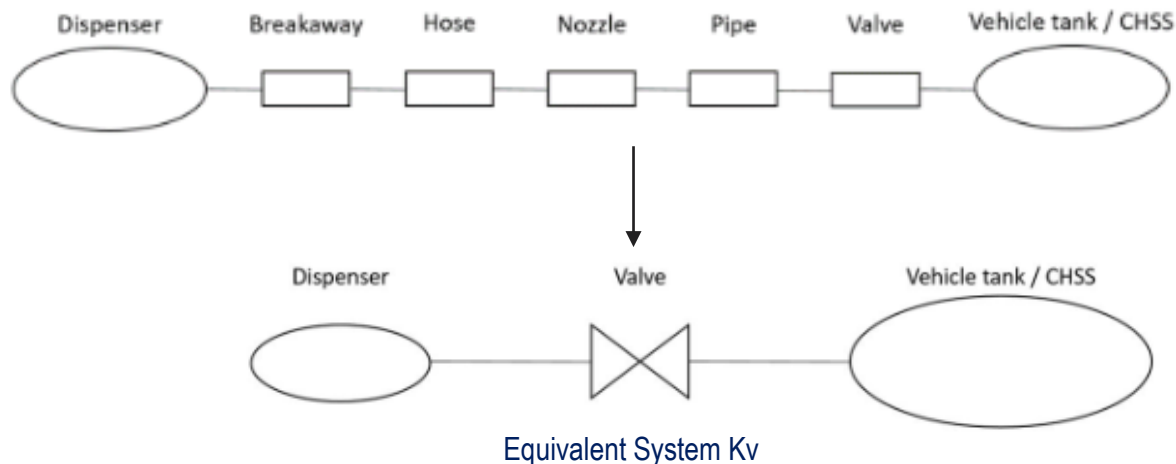 Dispenser Breakaway Hose Nozzle Pipe Valve Vehicle tank / CHSS
Dispenser Valve Vehicle tank / CHSS
Equivalent System Kv